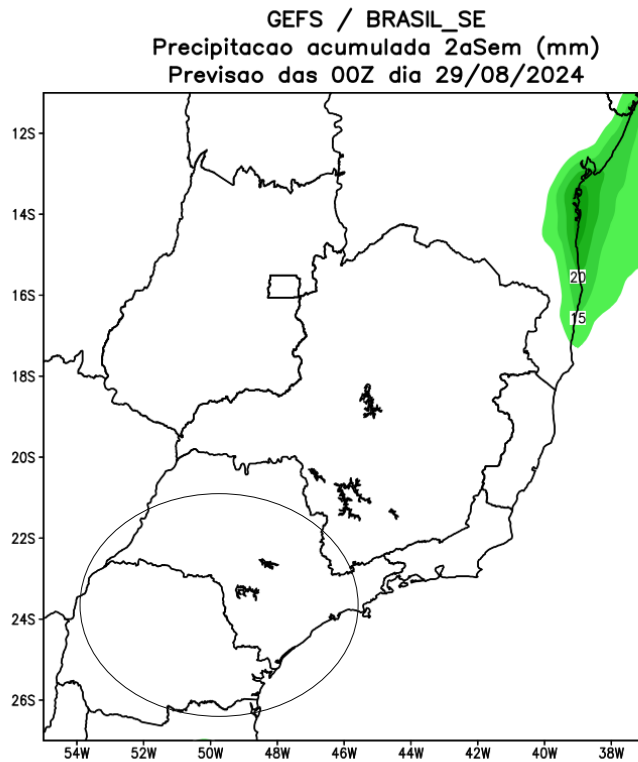 GEFS / BRASIL_SE
Precipitacao acumulada 2aSem (mm)
Previsao das 00Z dia 29/08/2024
12S
14S
20
16S
15
18S
20S
22S
24S
26S
54W 52W 50W 48W 46W 44W 42W 40W 38W